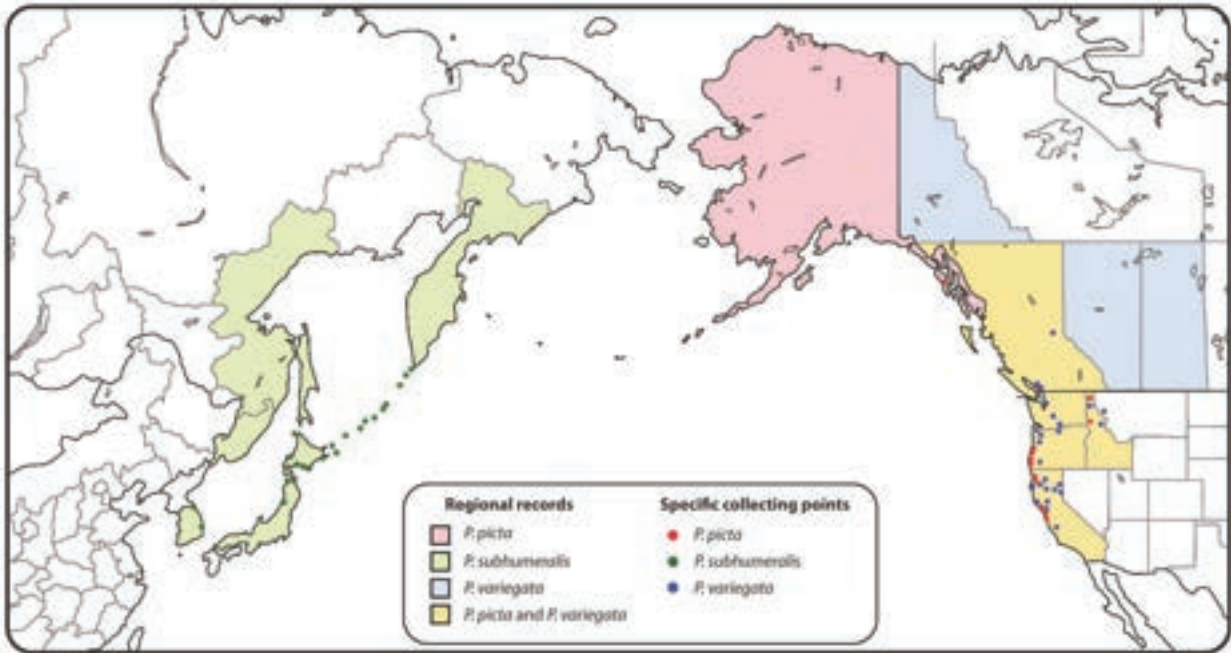 Regional records
P. picta
P. subhumeralis
P. variegata
P. picta and P. variegata
Specific collecting points
P. picta
P. subhumeralis
P. variegata